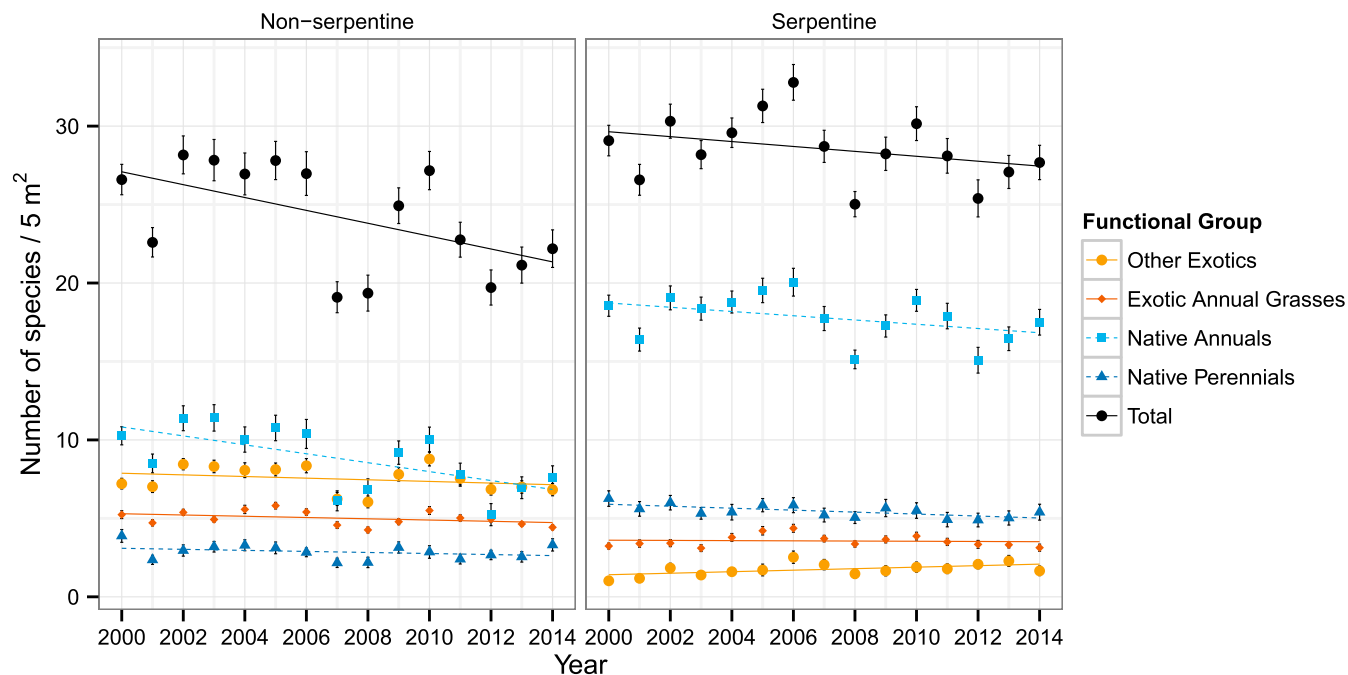 Non−serpentine
Serpentine
Number of species / 5 m²
30
20
10
0
2000 2002 2004 2006 2008 2010 2012 2014
2000 2002 2004 2006 2008 2010 2012 2014
Year
Functional Group
Other Exotics
Exotic Annual Grasses
Native Annuals
Native Perennials
Total